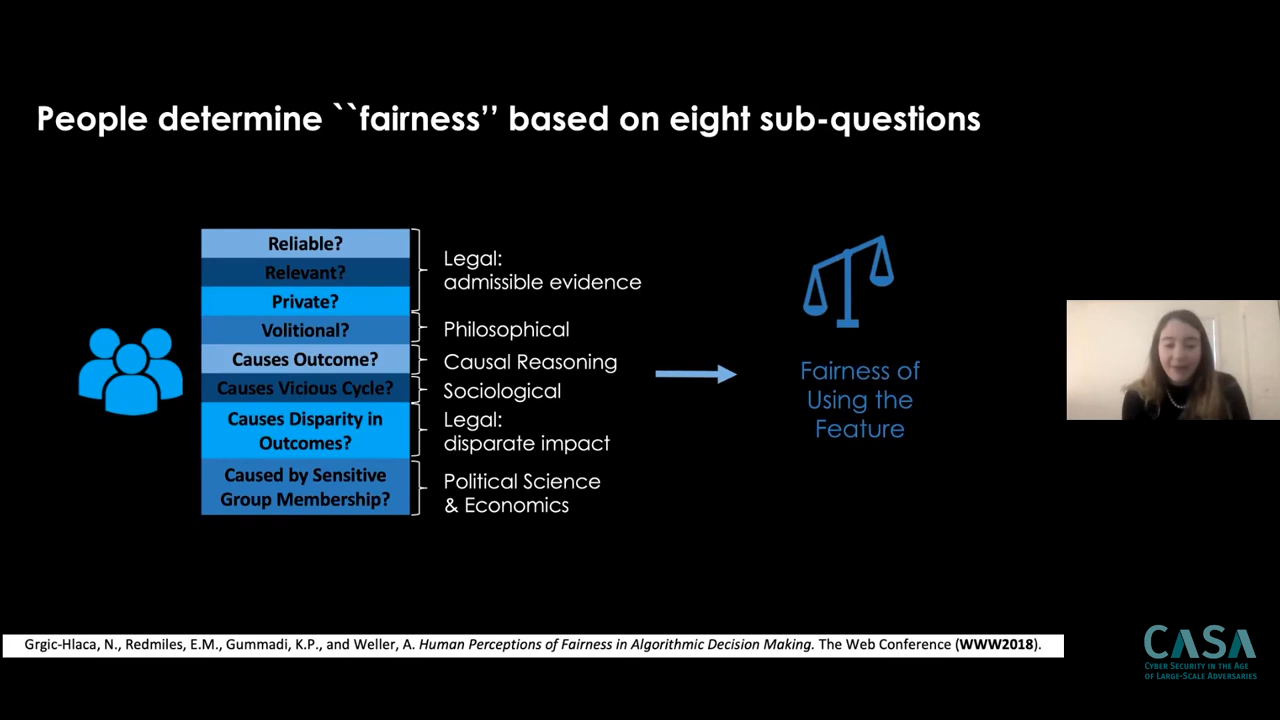 People determine ``fairness'' based on eight sub-questions
Reliable?
Relevant?
Private?
Volitional?
Causes Outcome?
Causes Vicious Cycle?
Causes Disparity in
Outcomes?
Caused by Sensitive
Group Membership?
Legal:
admissible evidence
Philosophical
Causal Reasoning
Sociological
Legal:
disparate impact
Political Science
& Economics
Fairness of
Using the
Feature
Grgic-Hlaca, N., Redmiles, E.M., Gummadi, K.P., and Weller, A. Human Perceptions of Fairness in Algorithmic Decision Making. The Web Conference (WWW2018).
CASA
Cyber Security in the Age
of Large-Scale Adversaries